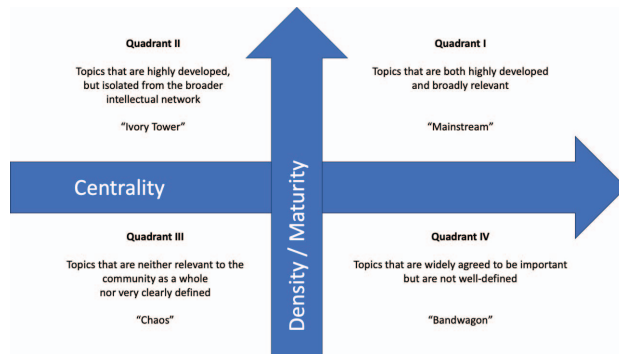 Quadrant II
Topics that are highly developed,
but isolated from the broader
intellectual network
“Ivory Tower”
Quadrant I
Topics that are both highly developed
and broadly relevant
“Mainstream”
Centrality
Density / Maturity
Quadrant III
Topics that are neither relevant to the
community as a whole
nor very clearly defined
“Chaos”
Quadrant IV
Topics that are widely agreed to be important
but are not well-defined
“Bandwagon”